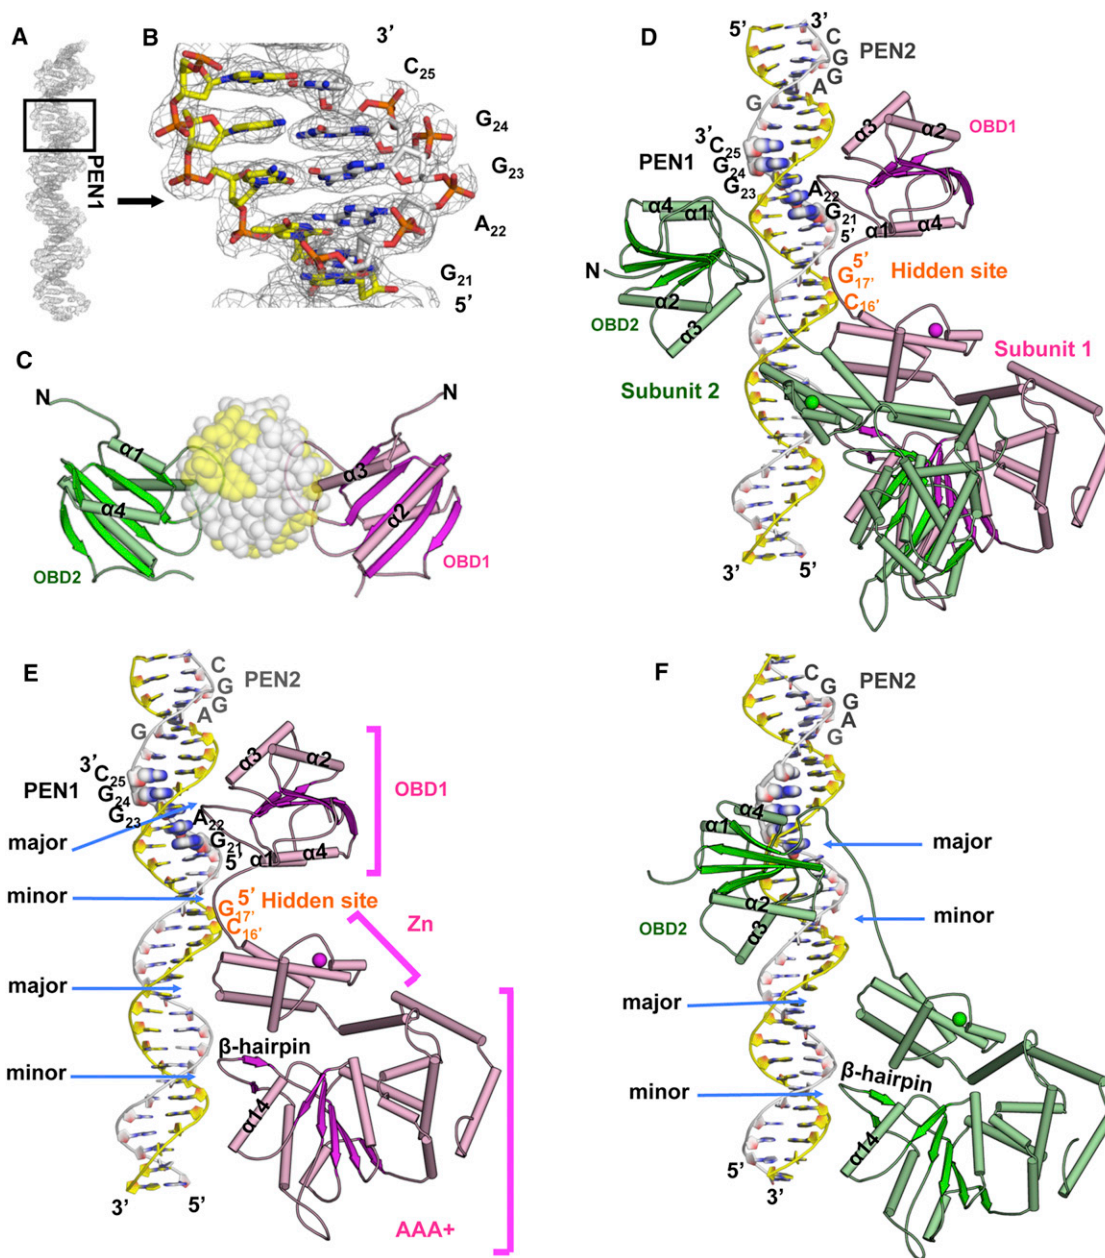 A
PEN1
B
3’
C25
G24
G23
A22
G21
5’
C
N
α1
α4
OBD2
N
α3
α2
OBD1
D
5’
3’
C
G
G
A
G
PEN2
α3
α2
OBD1
PEN1
3’
C25
G24
G23
A22
G21
5’
α1
α4
α4
α1
N
α2
α3
OBD2
5’
G17’
C16’
Hidden site
Subunit 1
Subunit 2
3’
5’
E
C
G
G
A
G
PEN2
α3
α2
OBD1
PEN1
3’
C25
G24
G23
A22
G21
5’
α1
α4
major
minor
5’
G17’
C16’
Hidden site
Zn
major
minor
β-hairpin
α14
3’
5’
AAA+
F
C
G
G
A
G
PEN2
α4
α1
α2
α3
OBD2
major
minor
major
minor
β-hairpin
α14
5’
3’